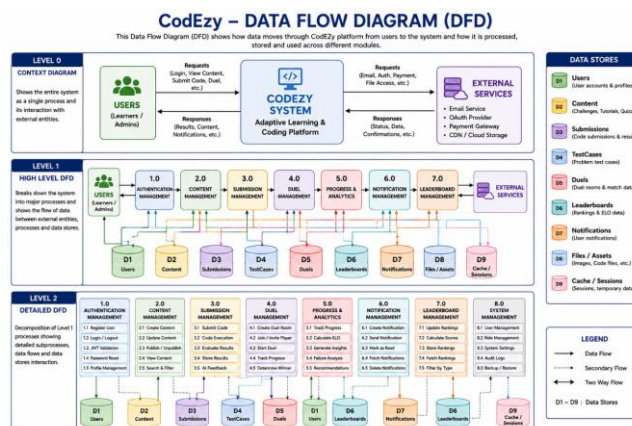 CodEzy – DATA FLOW DIAGRAM (DFD)
This Data Flow Diagram (DFD) shows how data moves through CodEzy platform from users to the system and how it is processed,
stored and used across different modules.
LEVEL 0
CONTEXT DIAGRAM
Shows the entire system
as a single process and
its interaction with
external entities.
USERS
(Learners /
Admins)
Requests
(Login, View Content,
Submit Code, Duel,
etc.)
Responses
(Results, Content,
Notifications, etc.)
CODEZY
SYSTEM
Adaptive Learning &
Coding Platform
Requests
(Email, Auth, Payment,
File Access, etc.)
Responses
(Status, Data,
Confirmations, etc.)
EXTERNAL
SERVICES
• Email Service
• OAuth Provider
• Payment Gateway
• CDN / Cloud Storage
LEVEL 1
HIGH LEVEL DFD
Breaks down the system
into major processes and
shows the flow of data
between external entities,
processes and data stores.
USERS
(Learners /
Admins)
1.0
AUTHENTICATION
MANAGEMENT
2.0
CONTENT
MANAGEMENT
3.0
SUBMISSION
MANAGEMENT
4.0
DUEL
MANAGEMENT
5.0
PROGRESS &
ANALYTICS
6.0
NOTIFICATION
MANAGEMENT
7.0
LEADERBOARD
MANAGEMENT
EXTERNAL
SERVICES
D1
Users
D2
Content
D3
Submissions
D4
TestCases
D5
Duels
D6
Leaderboards
D7
Notifications
D8
Files / Assets
D9
Cache /
Sessions
LEVEL 2
DETAILED DFD
Decomposition of Level 1
processes showing
detailed subprocesses,
data flows and data
stores interaction.
1.0
AUTHENTICATION
MANAGEMENT
1.1 Register User
1.2 Login / Logout
1.3 JWT Validation
1.4 Password Reset
1.5 Profile Management
2.0
CONTENT
MANAGEMENT
2.1 Create Content
2.2 Update Content
2.3 Publish / Unpublish
2.4 View Content
2.5 Search & Filter
3.0
SUBMISSION
MANAGEMENT
3.1 Submit Code
3.2 Code Execution
3.3 Evaluate Results
3.4 Store Results
3.5 AI Feedback
4.0
DUEL
MANAGEMENT
4.1 Create Duel Room
4.2 Join / Invite Player
4.3 Start Duel
4.4 Track Progress
4.5 Determine Winner
5.0
PROGRESS
& ANALYTICS
5.1 Track Progress
5.2 Calculate ELO
5.3 Generate Insights
5.4 Failure Analysis
5.5 Recommendations
6.0
NOTIFICATION
MANAGEMENT
6.1 Create Notification
6.2 Send Notification
6.3 Mark as Read
6.4 Fetch Notifications
6.5 Delete Notifications
7.0
LEADERBOARD
MANAGEMENT
7.1 Update Rankings
7.2 Calculate Scores
7.3 Store Rankings
7.4 Fetch Rankings
7.5 Filter by Type
8.0
SYSTEM
MANAGEMENT
8.1 User Management
8.2 Role Management
8.3 System Settings
8.4 Audit Logs
8.5 Backup / Restore
D1
Users
D2
Content
D3
Submissions
D4
TestCases
D5
Duels
D1
Users
D6
Leaderboards
D7
Notifications
D6
Leaderboards
D9
Cache /
Sessions
DATA STORES
D1
Users
(User accounts & profiles)
D2
Content
(Challenges, Tutorials,
D3
Submissions
(Code submissions &
D4
TestCases
(Problem test cases)
D5
Duels
(Duel rooms & match data)
D6
Leaderboards
(Rankings & ELO data)
D7
Notifications
(User notifications)
D8
Files / Assets
(Images, Code files, etc.)
D9
Cache / Sessions
(Sessions, temporary data)
LEGEND
Data Flow
Secondary Flow
Two Way Flow
D1 – D9 : Data Stores